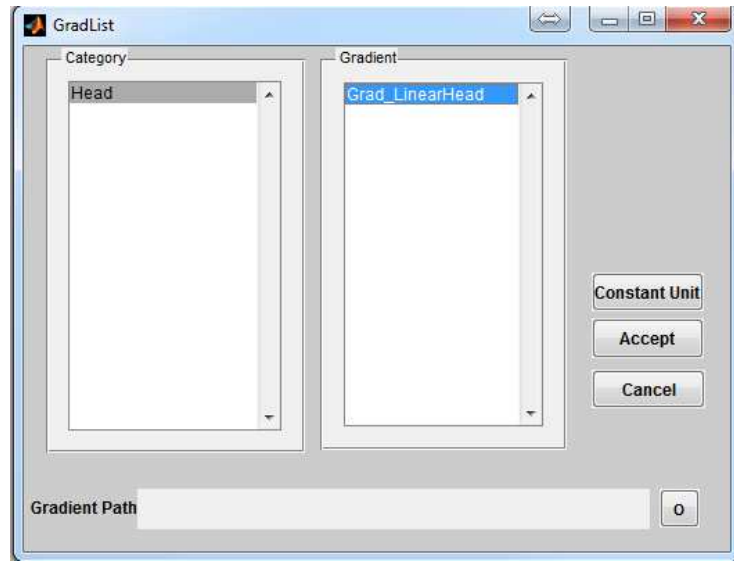 GradList
Category
Gradient
Head
Grad_LinearHead
Constant Unit
Accept
Cancel
Gradient Path
o